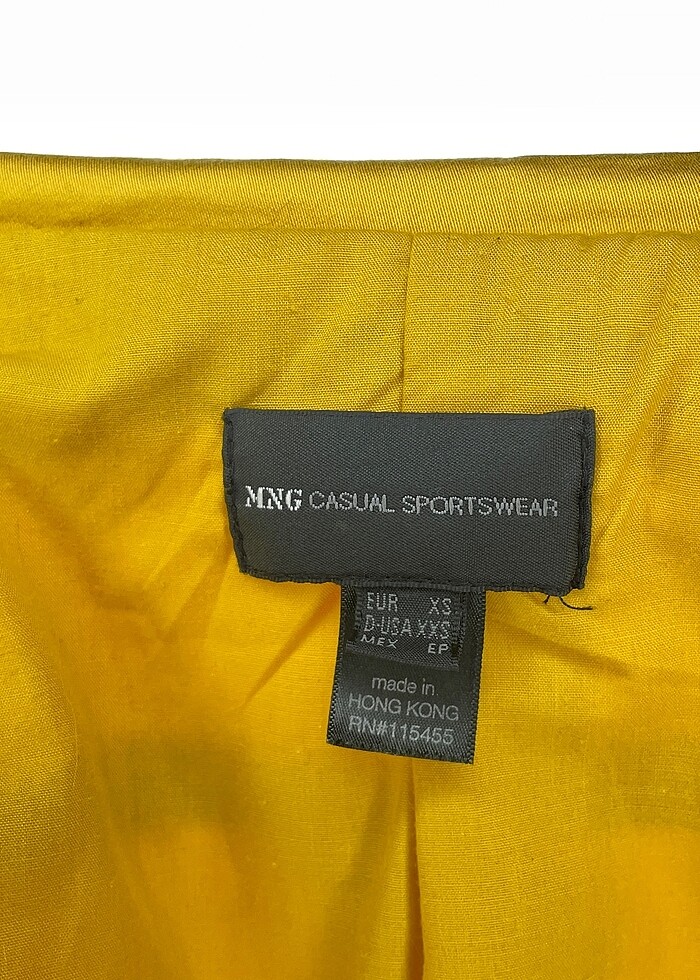 MNG CASUAL SPORTSWEAR
EUR XS
D-USA XXS
MEX EP
made in
HONG KONG
RN#115455